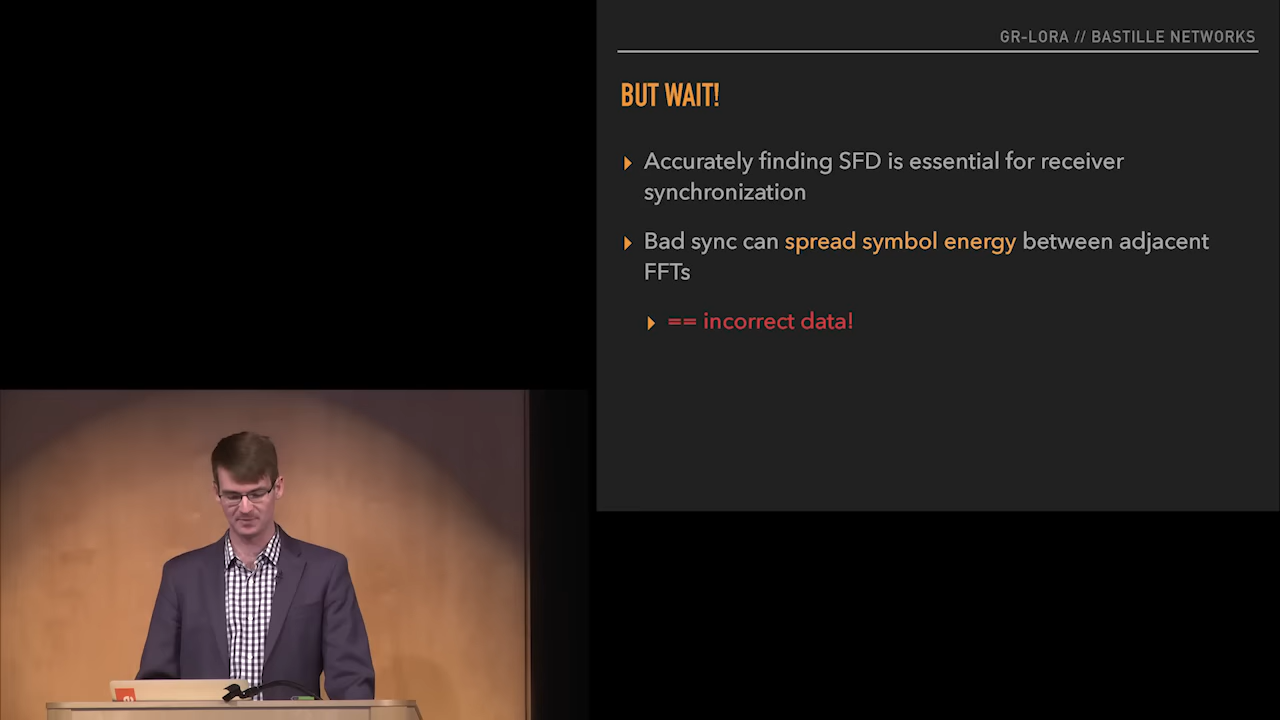 GR-LORA // BASTILLE NETWORKS
BUT WAIT!
Accurately finding SFD is essential for receiver
synchronization
Bad sync can spread symbol energy between adjacent
FFTs
== incorrect data!